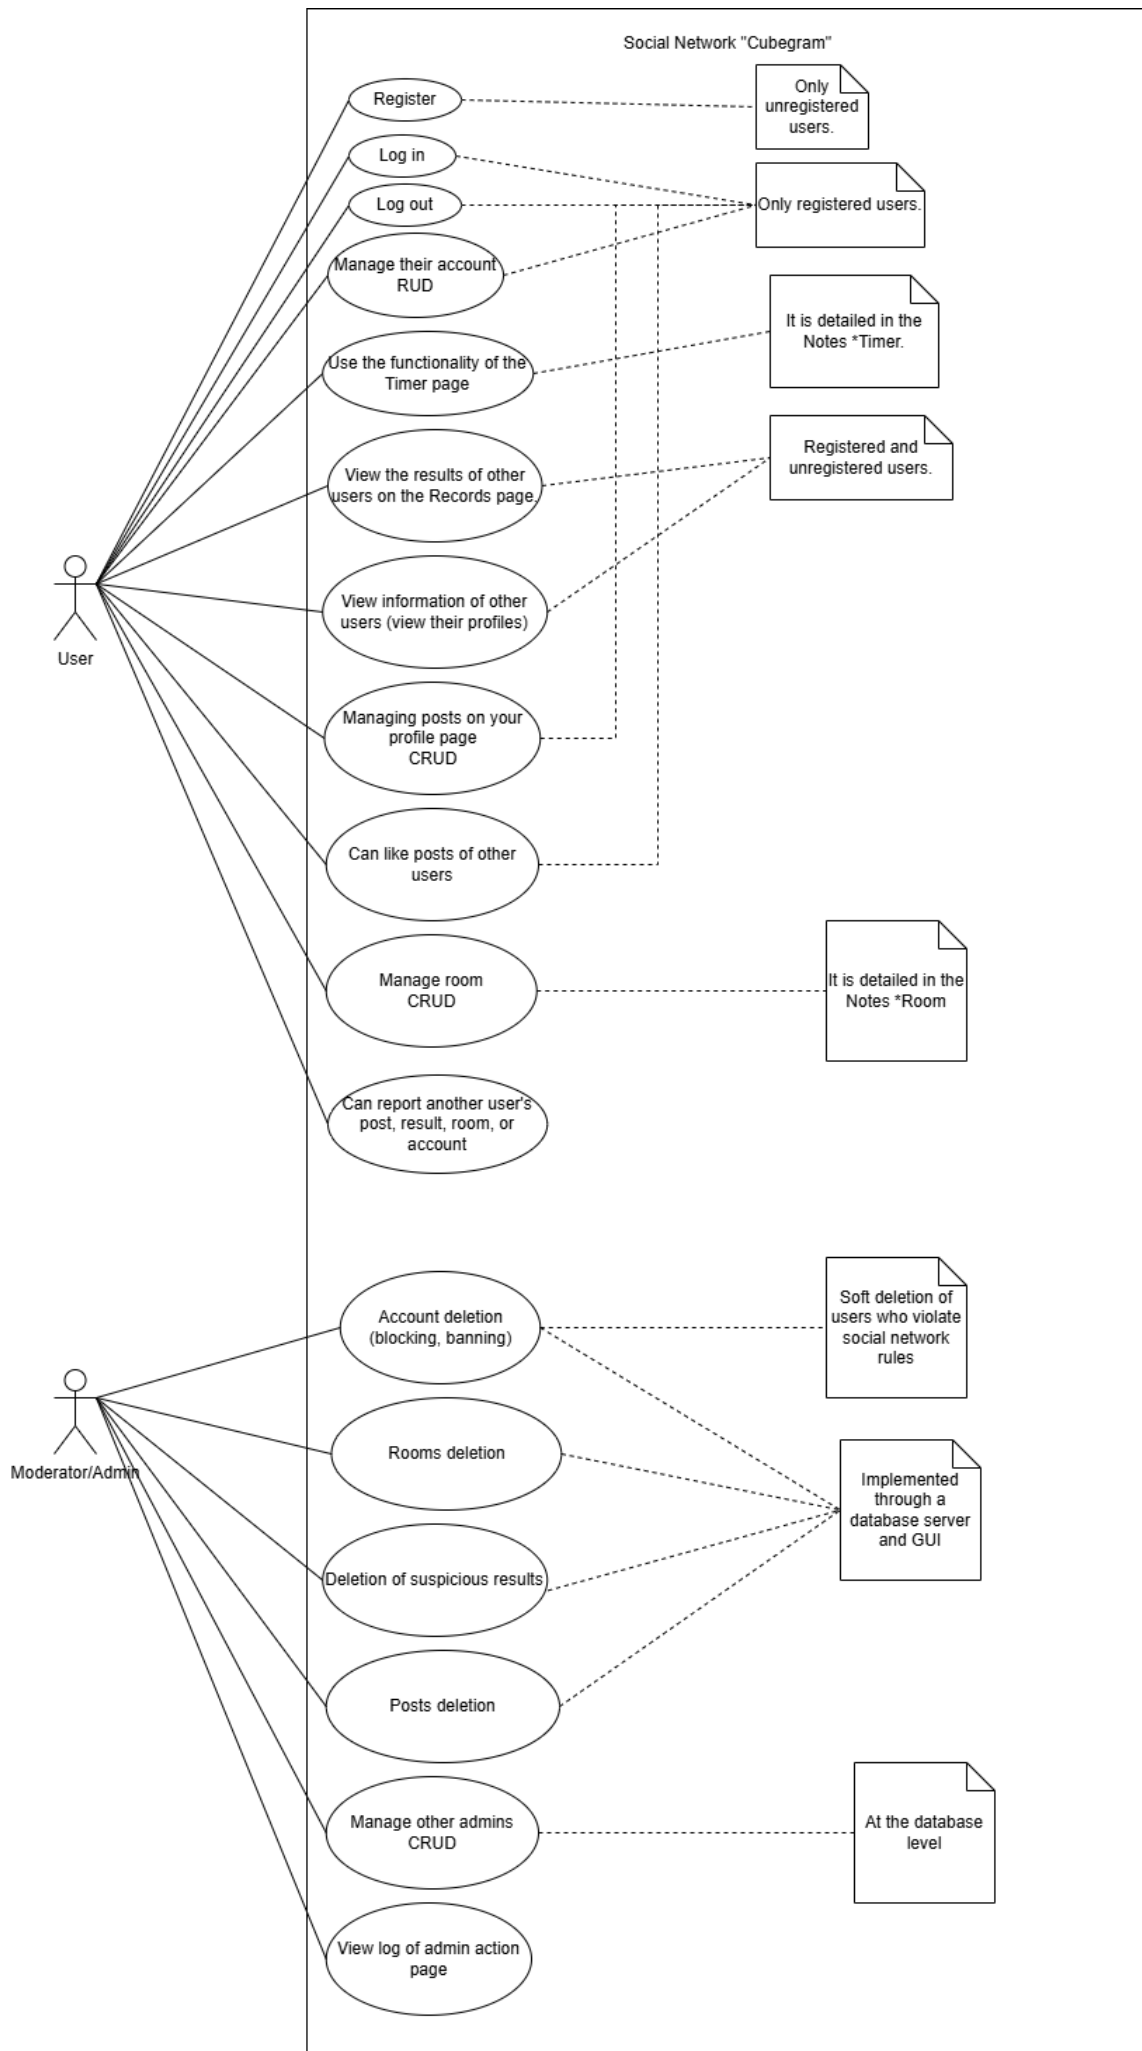 Social Network "Cubegram"
Register
Only
unregistered
users.
Log in
Log out
Only registered users.
Manage their account
RUD
Use the functionality of the
Timer page
It is detailed in the
Notes *Timer.
View the results of other
users on the Records page.
Registered and
unregistered users.
View information of other
users (view their profiles)
User
Managing posts on your
profile page
CRUD
Can like posts of other
users
Manage room
CRUD
It is detailed in the
Notes *Room
Can report another user's
post, result, room, or
account
Account deletion
(blocking, banning)
Soft deletion of
users who violate
social network
rules
Moderator/Admin
Rooms deletion
Implemented
through a
database server
and GUI
Deletion of suspicious results
Posts deletion
Manage other admins
CRUD
At the database
level
View log of admin action
page